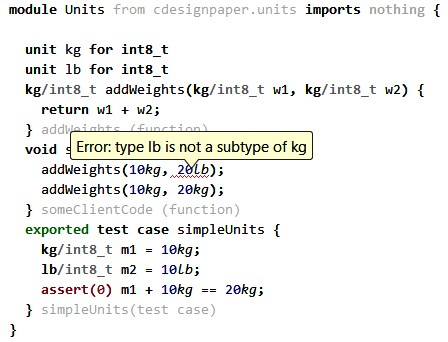 module Units from cdesignpaper.units imports nothing {
unit kg for int8_t
unit lb for int8_t
kg/int8_t addWeights(kg/int8_t w1, kg/int8_t w2) {
return w1 + w2;
} addWeights (function)
void s
Error: type lb is not a subtype of kg
addWeights(10kg, 20lb);
addWeights(10kg, 20kg);
} someClientCode (function)
exported test case simpleUnits {
kg/int8_t m1 = 10kg;
lb/int8_t m2 = 10lb;
assert(0) m1 + 10kg == 20kg;
} simpleUnits(test case)
}